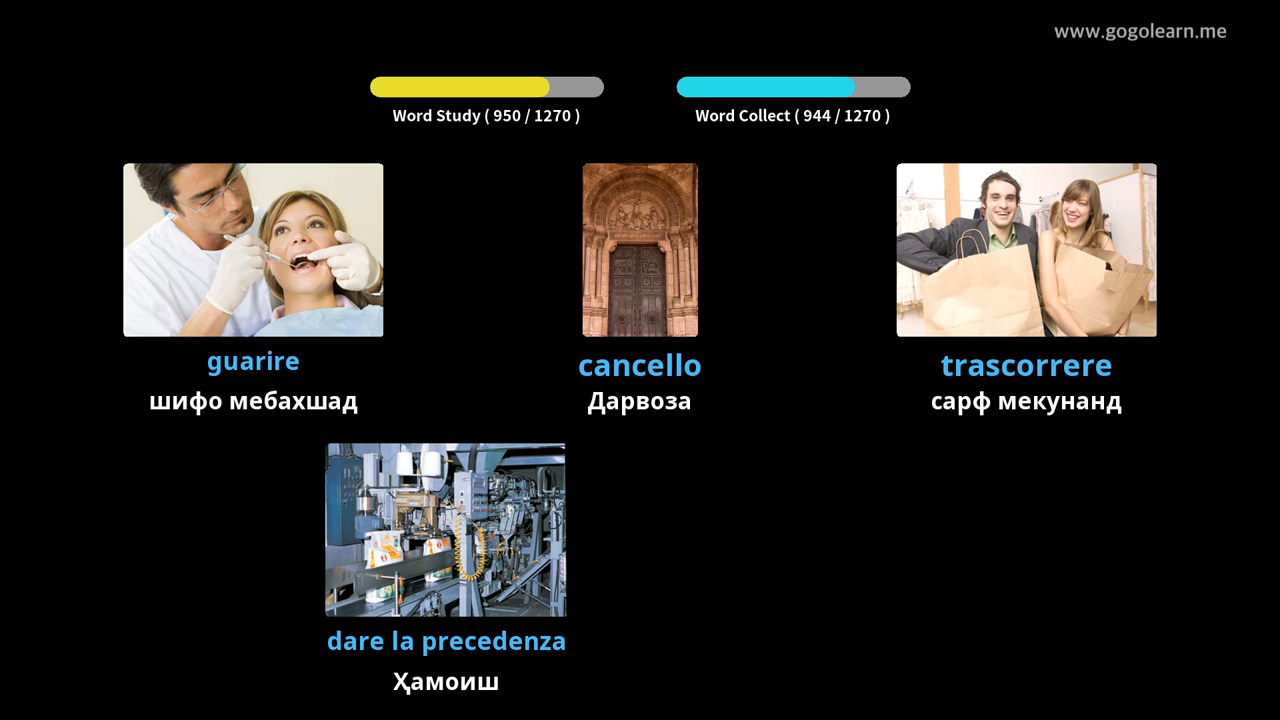 www.gogolearn.me
Word Study ( 950 / 1270 )
Word Collect ( 944 / 1270 )
guarire
шифо мебахшад
cancello
Дарвоза
trascorrere
сарф мекунанд
dare la precedenza
Ҳамоиш